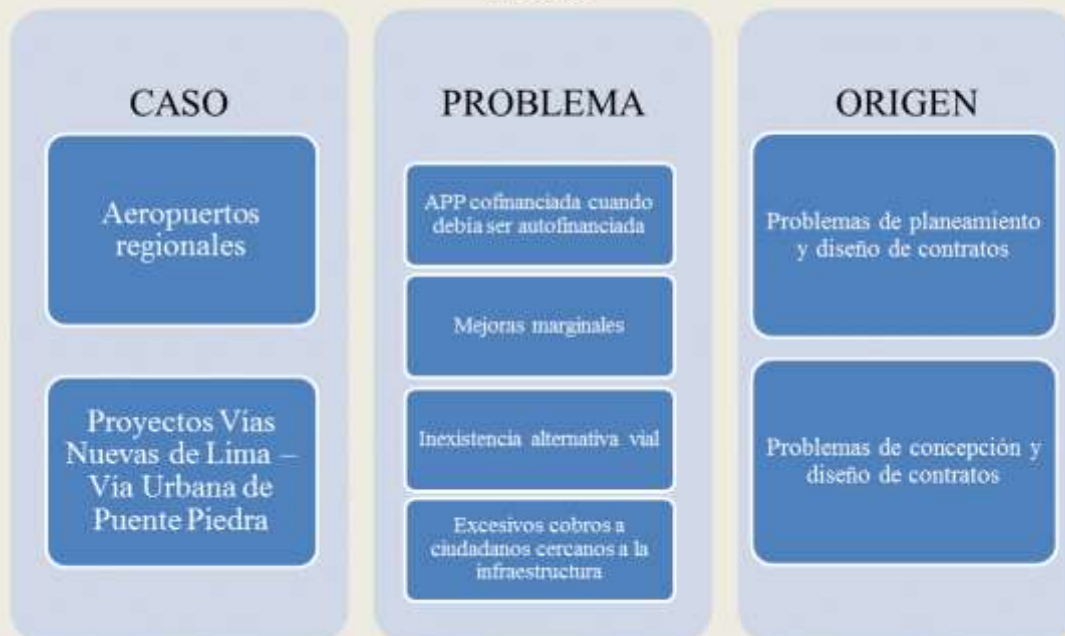 CASO
Aeropuertos
regionales
Proyectos Vías
Nuevas de Lima –
Vía Urbana de
Puente Piedra
PROBLEMA
APP cofinanciada cuando
debía ser autofinanciada
Mejoras marginales
Inexistencia alternativa vial
Excesivos cobros a
ciudadanos cercanos a la
infraestructura
ORIGEN
Problemas de planeamiento
y diseño de contratos
Problemas de concepción y
diseño de contratos